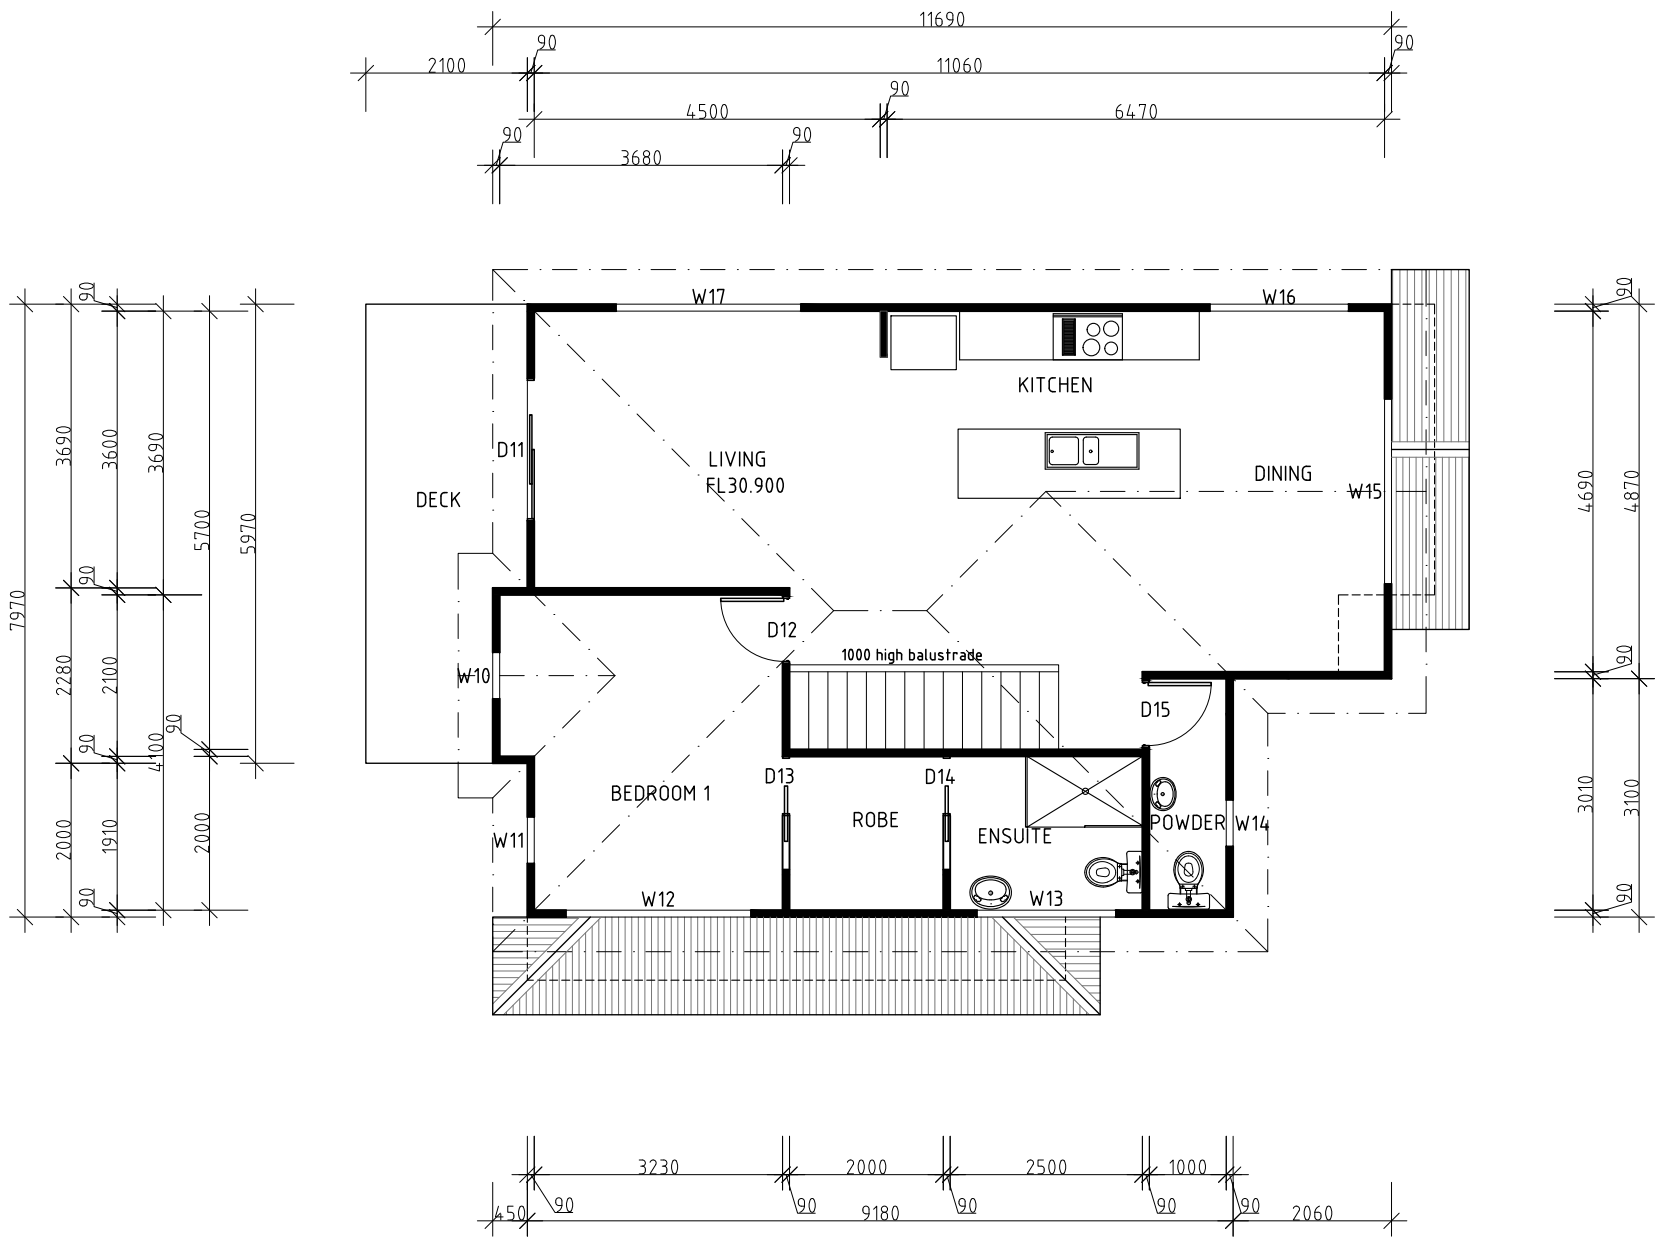 11690
90
90
2100
11060
90
4500
6470
90
90
3680
W17
W16
KITCHEN
D11
LIVING
FL30.900
DECK
DINING
W15
D12
1000 high balustrade
W10
D15
D13
D14
BEDROOM 1
ROBE
ENSUITE
POWDER
W14
W11
W12
W13
7970
90
3690
3600
3690
5700
5970
90
2280
2100
90
90
4100
2000
1910
2000
90
90
4690
4870
90
3010
3100
90
3230
2000
2500
1000
90
90
90
90
90
450
9180
2060